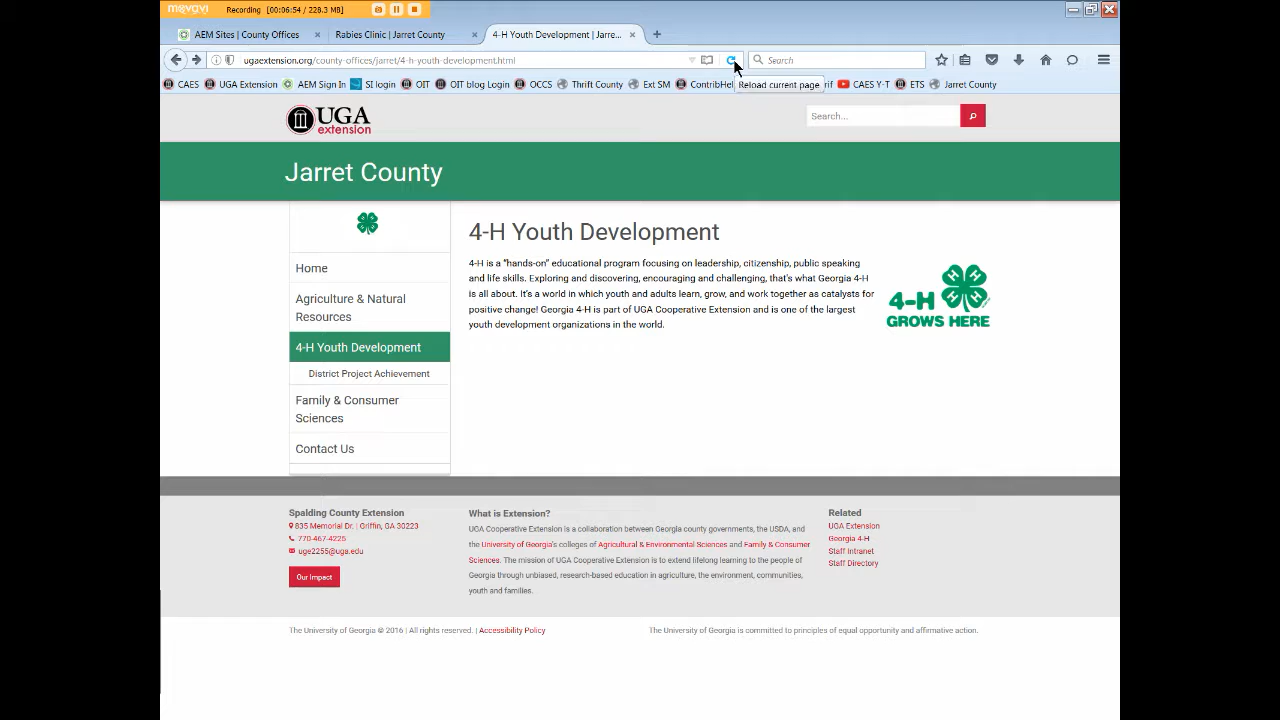 movavi
Recording [00:06:54 / 228.3 MB]
AEM Sites | County Offices
Rabies Clinic | Jarret County
4-H Youth Development | Jarre...
ugaextension.org/county-offices/jarret/4-h-youth-development.html
Search
CAES UGA Extension AEM Sign In SI login OIT OIT blog Login OCCS Thrift County Ext SM ContribHel rif CAES Y-T ETS Jarret County
Reload current page
UGA
extension
Search...
Jarret County
Home
Agriculture & Natural
Resources
4-H Youth Development
District Project Achievement
Family & Consumer
Sciences
Contact Us
4-H Youth Development
4-H is a "hands-on" educational program focusing on leadership, citizenship, public speaking
and life skills. Exploring and discovering, encouraging and challenging, that's what Georgia 4-H
is all about. It's a world in which youth and adults learn, grow, and work together as catalysts for
positive change! Georgia 4-H is part of UGA Cooperative Extension and is one of the largest
youth development organizations in the world.
H H H H
4-H
GROWS HERE
Spalding County Extension
835 Memorial Dr. | Griffin, GA 30223
770-467-4225
uge2255@uga.edu
Our Impact
What is Extension?
UGA Cooperative Extension is a collaboration between Georgia county governments, the USDA, and
the University of Georgia's colleges of Agricultural & Environmental Sciences and Family & Consumer
Sciences. The mission of UGA Cooperative Extension is to extend lifelong learning to the people of
Georgia through unbiased, research-based education in agriculture, the environment, communities,
youth and families.
Related
UGA Extension
Georgia 4-H
Staff Intranet
Staff Directory
The University of Georgia © 2016 | All rights reserved. | Accessibility Policy
The University of Georgia is committed to principles of equal opportunity and affirmative action.